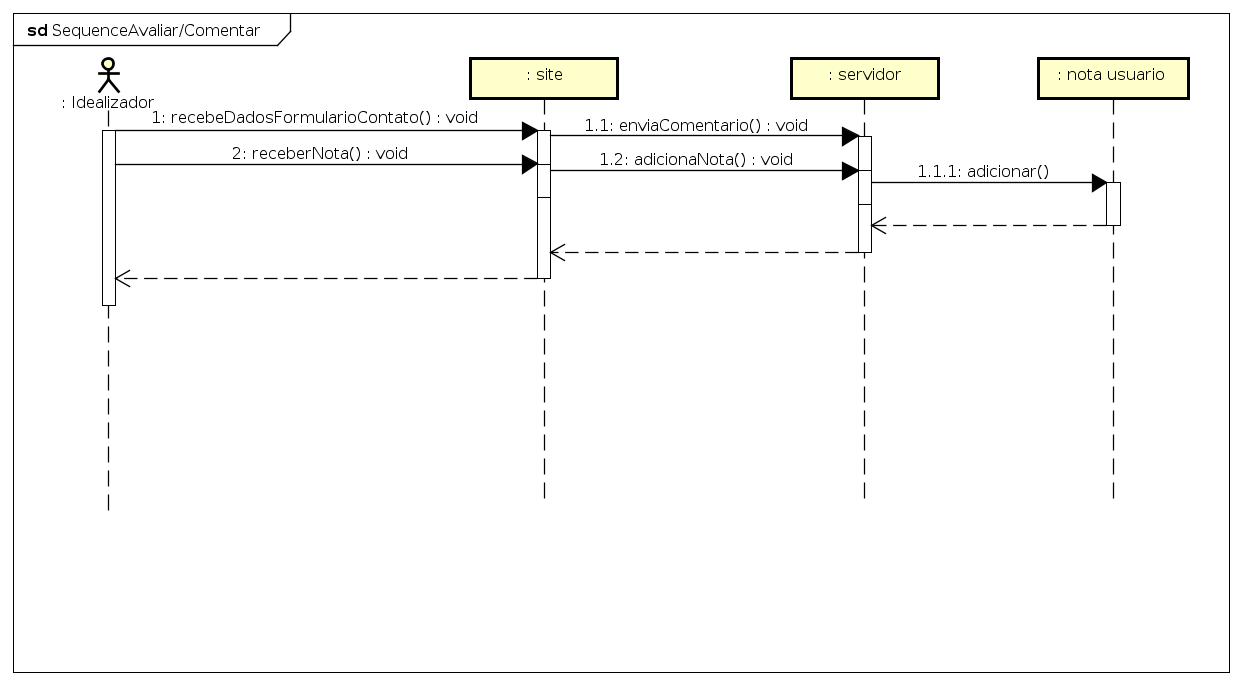 sd SequenceAvaliar/Comentar
: Idealizador
: site
: servidor
: nota usuario
1: recebeDadosFormularioContato() : void
1.1: enviaComentario() : void
2: receberNota() : void
1.2: adicionaNota() : void
1.1.1: adicionar()